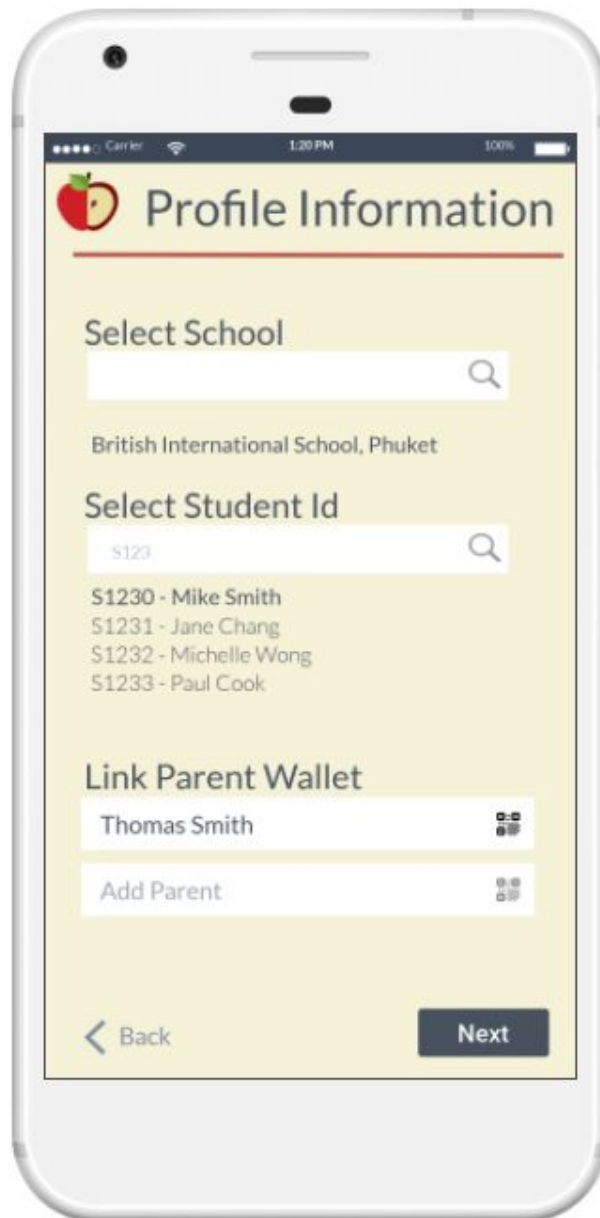 Carrier 1:20 PM 100%
Profile Information
Select School
British International School, Phuket
Select Student Id
S123
S1230 - Mike Smith
S1231 - Jane Chang
S1232 - Michelle Wong
S1233 - Paul Cook
Link Parent Wallet
Thomas Smith
Add Parent
Back Next